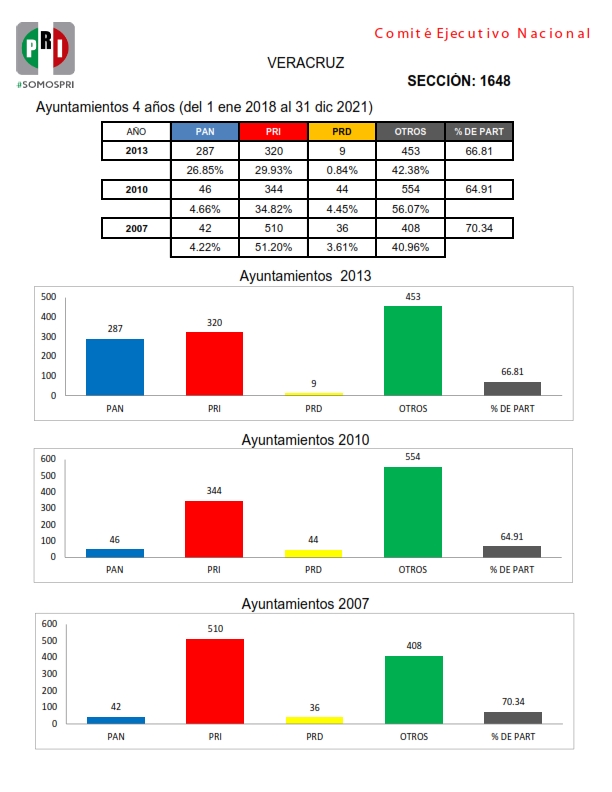 Comité Ejecutivo Nacional
PRI
#SOMOSPRI
VERACRUZ
SECCIÓN: 1648
Ayuntamientos 4 años (del 1 ene 2018 al 31 dic 2021)
AÑO PAN PRI PRD OTROS % DE PART
2013 287 320 9 453 66.81
26.85% 29.93% 0.84% 42.38%
2010 46 344 44 554 64.91
4.66% 34.82% 4.45% 56.07%
2007 42 510 36 408 70.34
4.22% 51.20% 3.61% 40.96%
Ayuntamientos 2013
500
400
300
200
100
0
287
320
9
453
66.81
PAN PRI PRD OTROS % DE PART
Ayuntamientos 2010
600
500
400
300
200
100
0
46
344
44
554
64.91
PAN PRI PRD OTROS % DE PART
Ayuntamientos 2007
600
500
400
300
200
100
0
42
510
36
408
70.34
PAN PRI PRD OTROS % DE PART